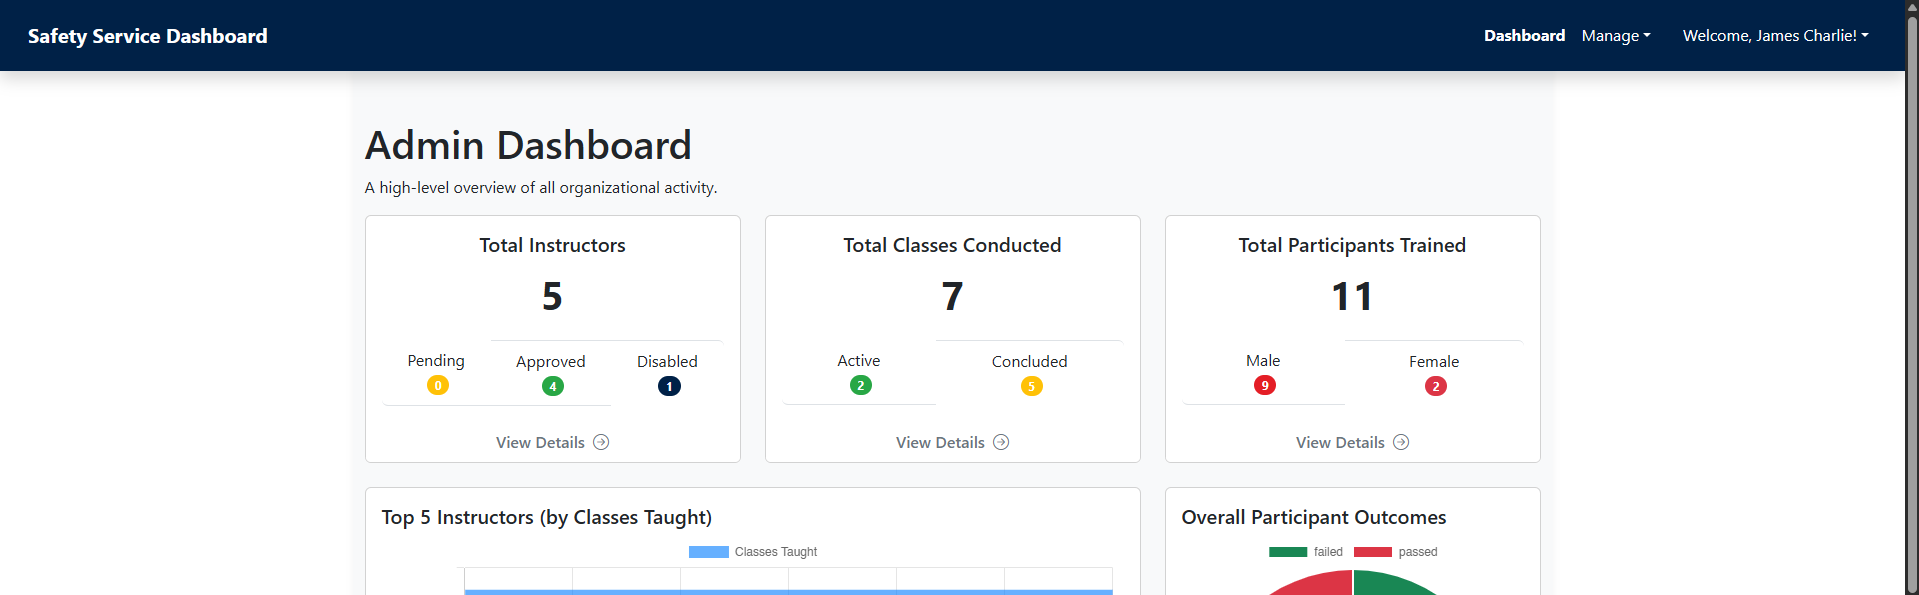 Safety Service Dashboard
Dashboard Manage Welcome, James Charlie!
Admin Dashboard
A high-level overview of all organizational activity.
Total Instructors
5
Pending Approved Disabled
0 4 1
View Details
Total Classes Conducted
7
Active Concluded
2 5
View Details
Total Participants Trained
11
Male Female
9 2
View Details
Top 5 Instructors (by Classes Taught)
Classes Taught
Overall Participant Outcomes
failed passed